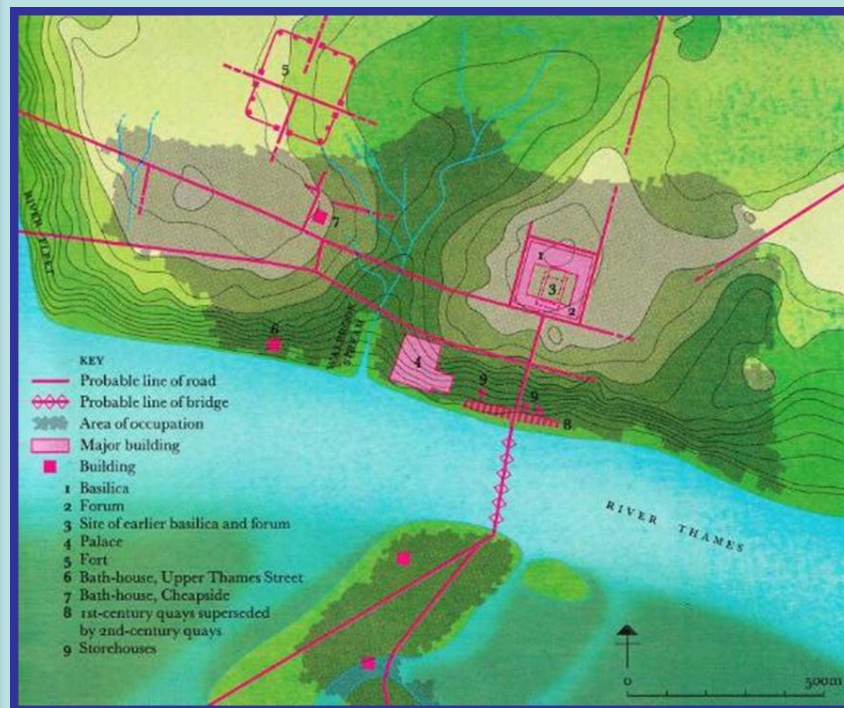 5
7
RIVER FLEET
1
3
2
6
WALBROOK
STREAM
4
9
9
8
RIVER THAMES
KEY
Probable line of road
Probable line of bridge
Area of occupation
Major building
Building
1 Basilica
2 Forum
3 Site of earlier basilica and forum
4 Palace
5 Fort
6 Bath-house, Upper Thames Street
7 Bath-house, Cheapside
8 1st-century quays superseded
by 2nd-century quays
9 Storehouses
0 500m